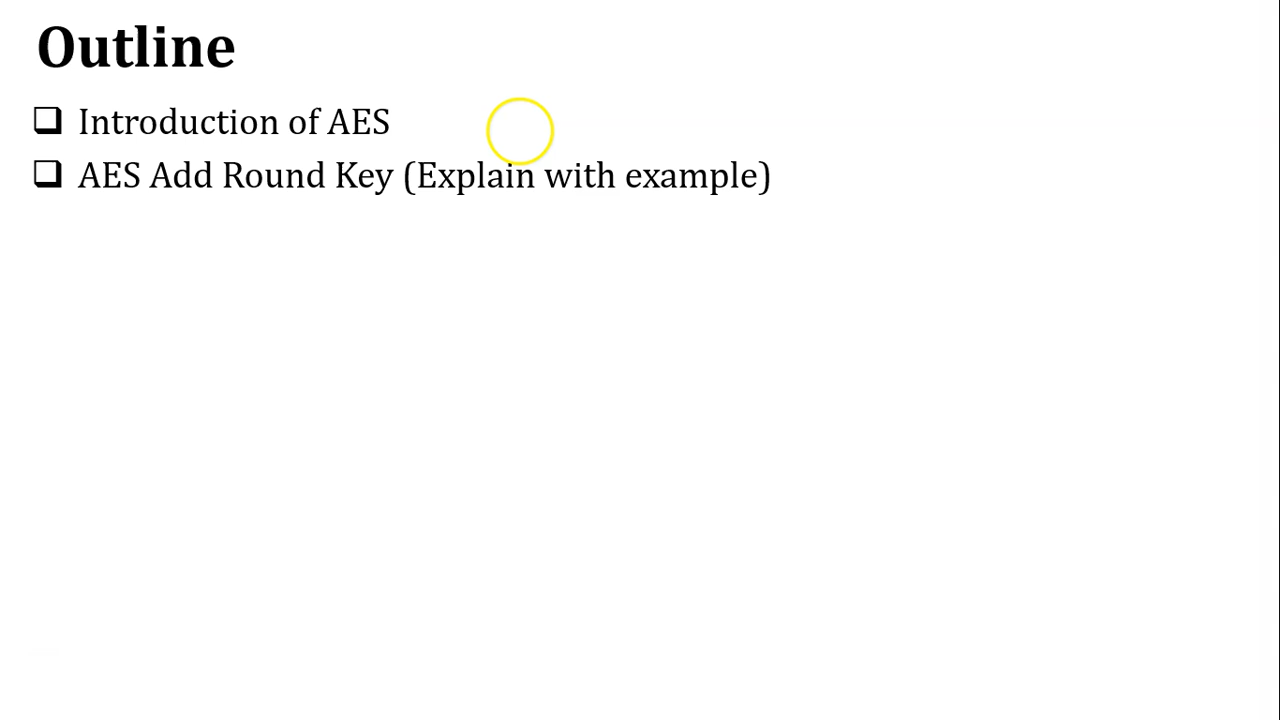 Outline
Introduction of AES
AES Add Round Key (Explain with example)